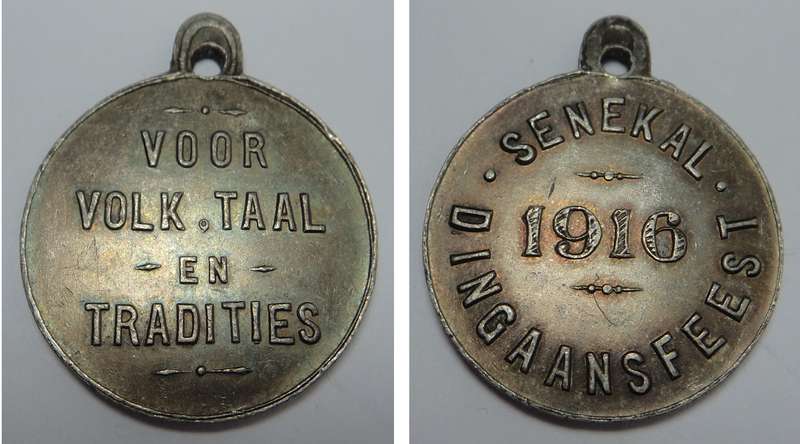 VOOR
VOLK . TAAL
EN
TRADITIES
· SENEKAL ·
1916
DINGAANSFEEST